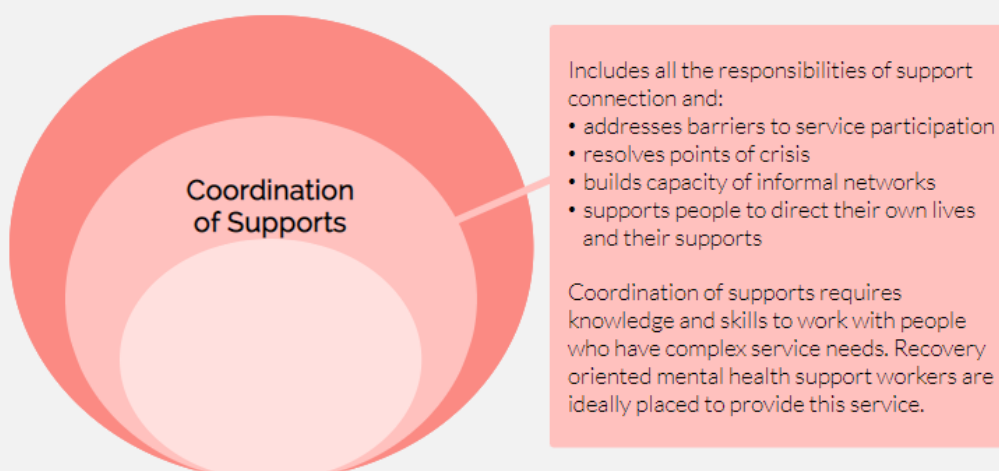 Coordination
of Supports
Includes all the responsibilities of support
connection and:
• addresses barriers to service participation
• resolves points of crisis
• builds capacity of informal networks
• supports people to direct their own lives
and their supports
Coordination of supports requires
knowledge and skills to work with people
who have complex service needs. Recovery
oriented mental health support workers are
ideally placed to provide this service.